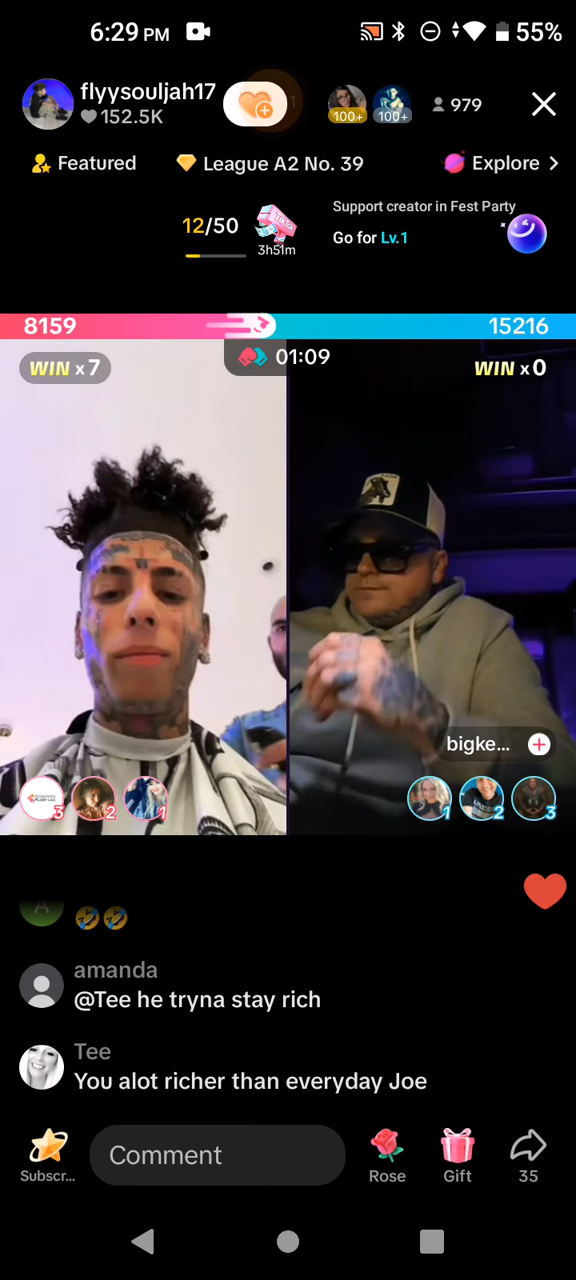 6:29 PM
55%
flyysouljah17
152.5K
100+
100+
979
Featured
League A2 No. 39
Explore >
12/50
TikTok
3h51m
Support creator in Fest Party
Go for Lv.1
8159
15216
WIN x 7
01:09
WIN x 0
bigke...
3
2
1
1
2
3
A
🤣🤣
amanda
@Tee he tryna stay rich
Tee
You alot richer than everyday Joe
Subscr...
Comment
Rose
Gift
35